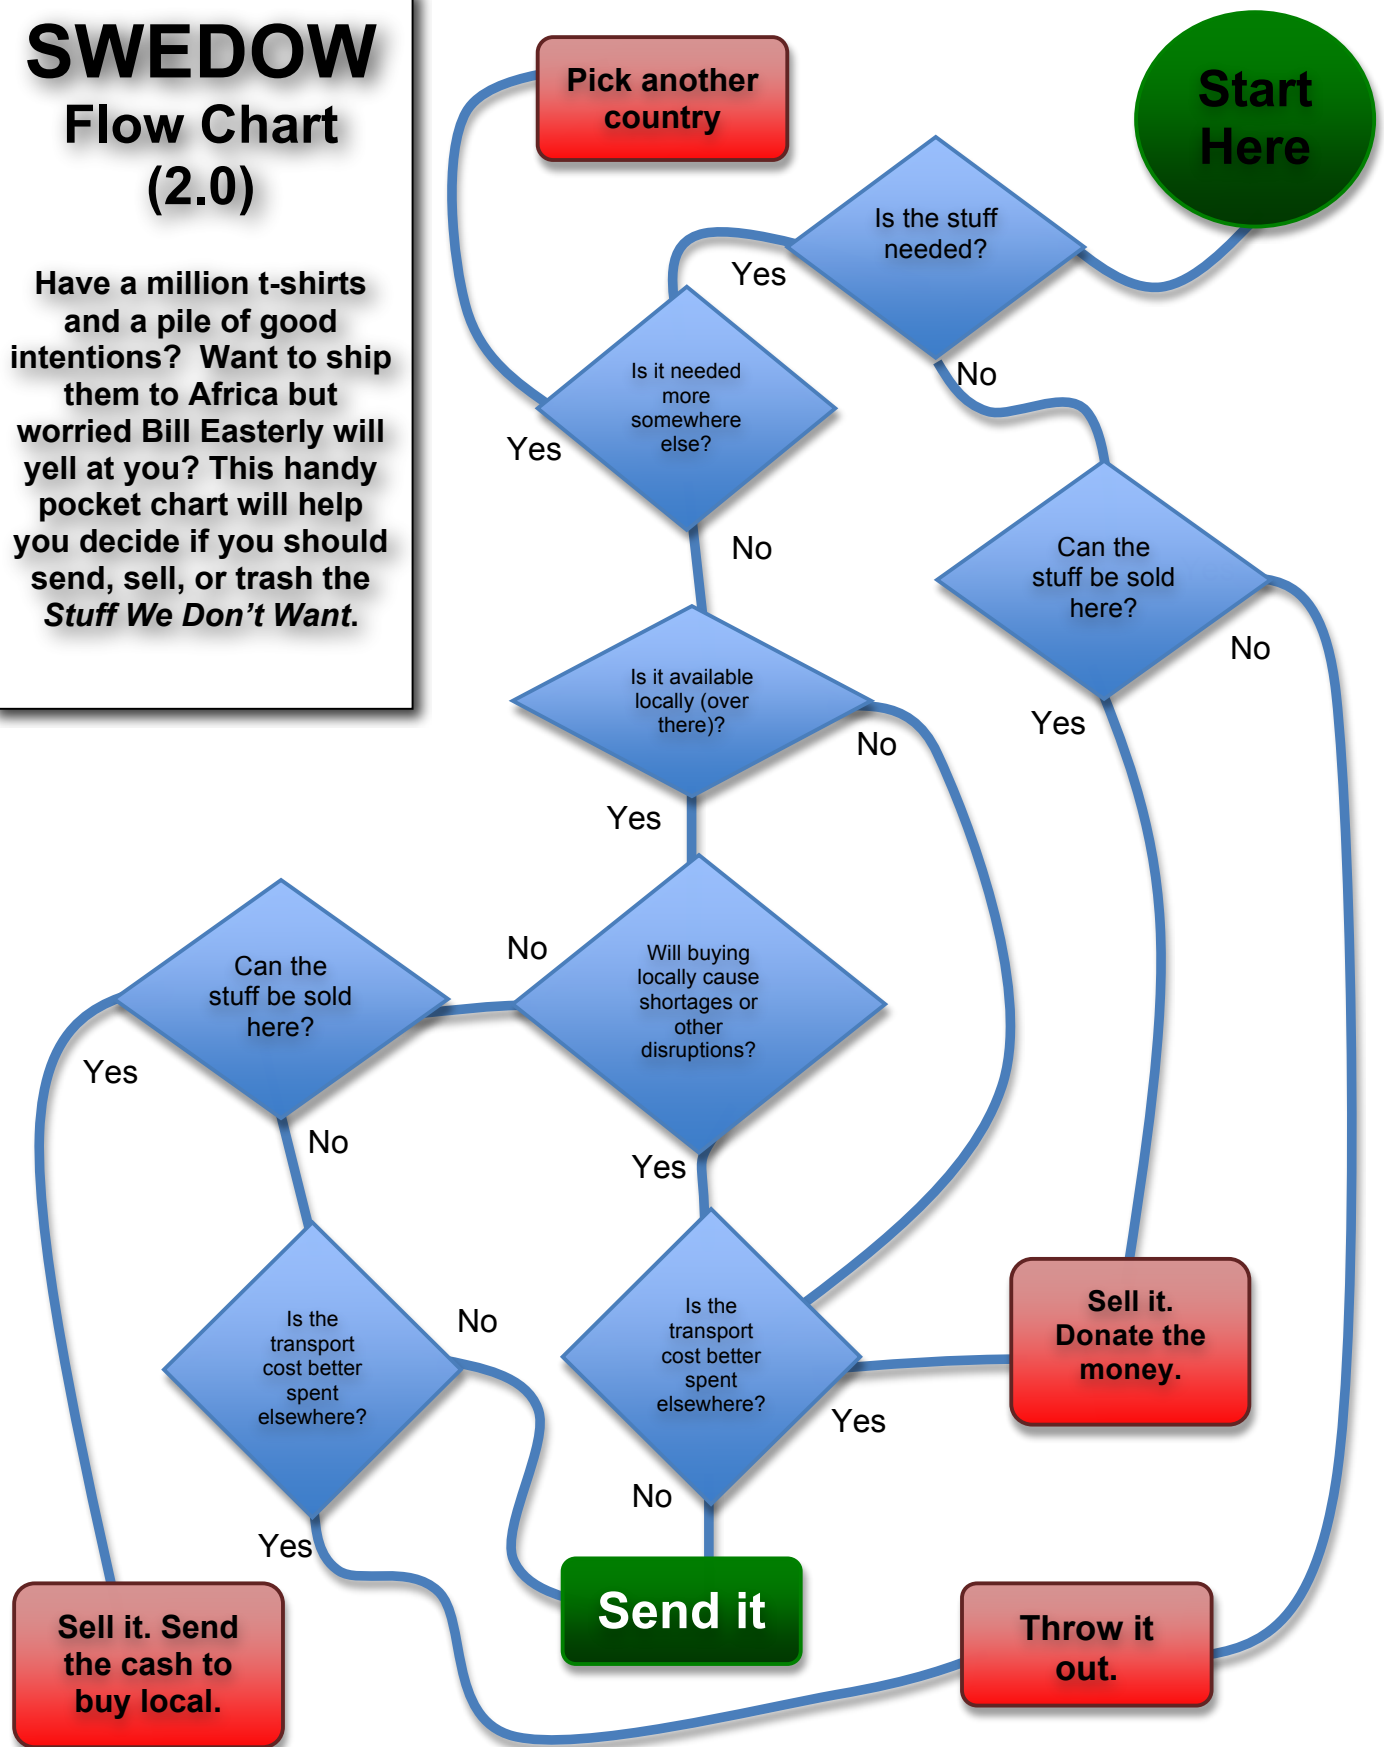 SWEDOW
Flow Chart
(2.0)
Have a million t-shirts
and a pile of good
intentions?  Want to ship
them to Africa but
worried Bill Easterly will
yell at you? This handy
pocket chart will help
you decide if you should
send, sell, or trash the
Stuff We Don't Want.
Pick another
country
Start
Here
Is the stuff
needed?
Yes
No
Is it needed
more
somewhere
else?
Yes
No
Can the
stuff be sold
here?
No
Yes
Is it available
locally (over
there)?
No
Yes
Will buying
locally cause
shortages or
other
disruptions?
No
Yes
Can the
stuff be sold
here?
Yes
No
Is the
transport
cost better
spent
elsewhere?
No
Yes
Is the
transport
cost better
spent
elsewhere?
Yes
No
Sell it.
Donate the
money.
Sell it. Send
the cash to
buy local.
Send it
Throw it
out.